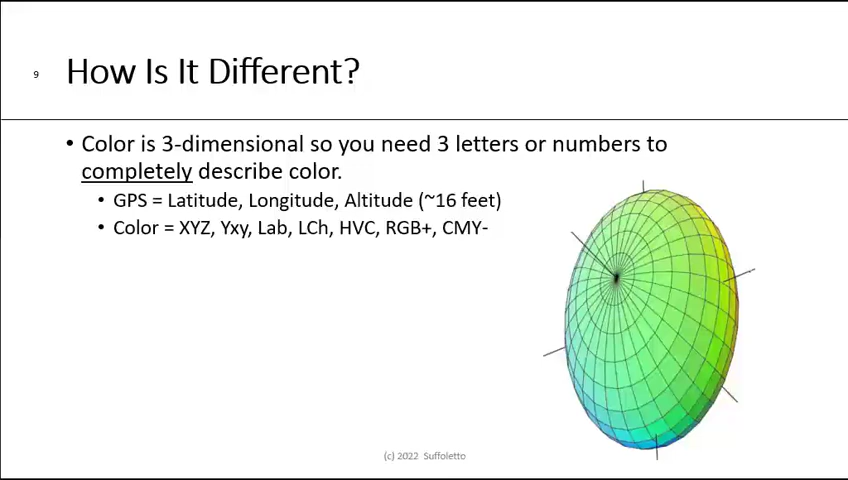 9
How Is It Different?
• Color is 3-dimensional so you need 3 letters or numbers to
completely describe color.
• GPS = Latitude, Longitude, Altitude (~16 feet)
• Color = XYZ, Yxy, Lab, LCh, HVC, RGB+, CMY-
(c) 2022 Suffoletto